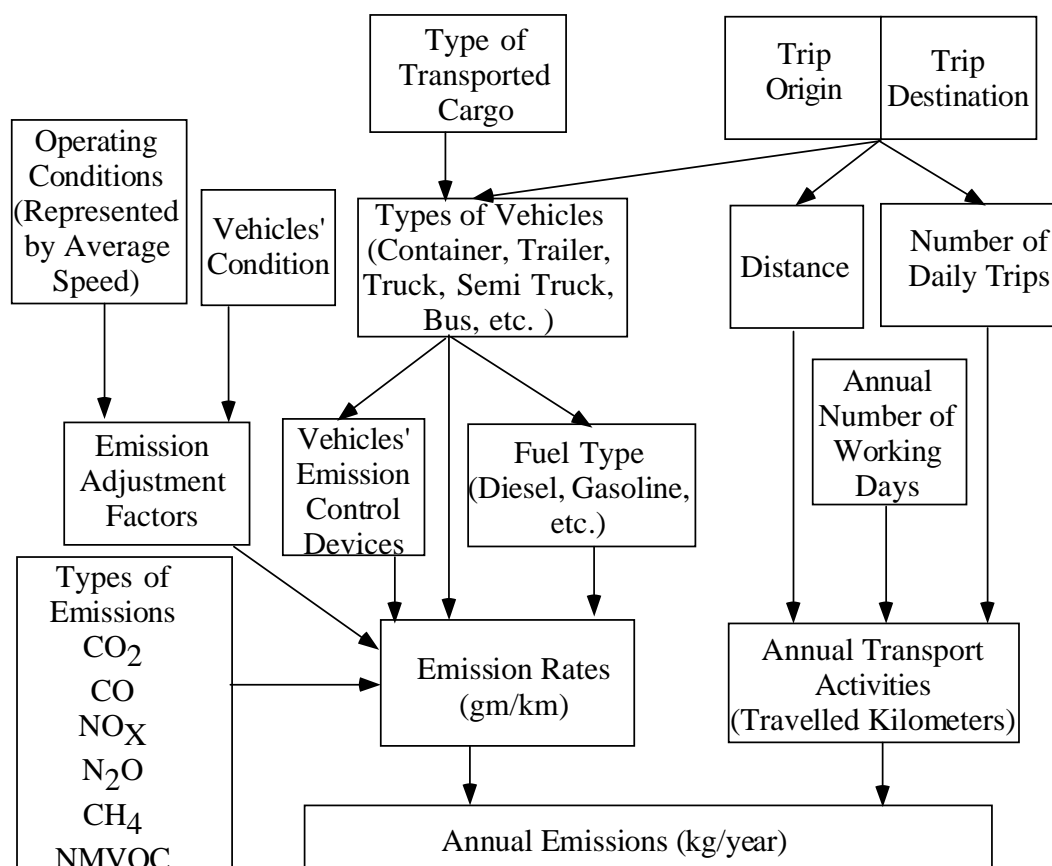 Type of
Transported
Cargo
Trip
Origin
Trip
Destination
Operating
Conditions
(Represented
by Average
Speed)
Vehicles'
Condition
Types of Vehicles
(Container, Trailer,
Truck, Semi Truck,
Bus, etc. )
Distance
Number of
Daily Trips
Annual
Number of
Working
Days
Emission
Adjustment
Factors
Vehicles'
Emission
Control
Devices
Fuel Type
(Diesel, Gasoline,
etc.)
Types of
Emissions
CO2
CO
NOX
N2O
CH4
NMVOC
Emission Rates
(gm/km)
Annual Transport
Activities
(Travelled Kilometers)
Annual Emissions (kg/year)